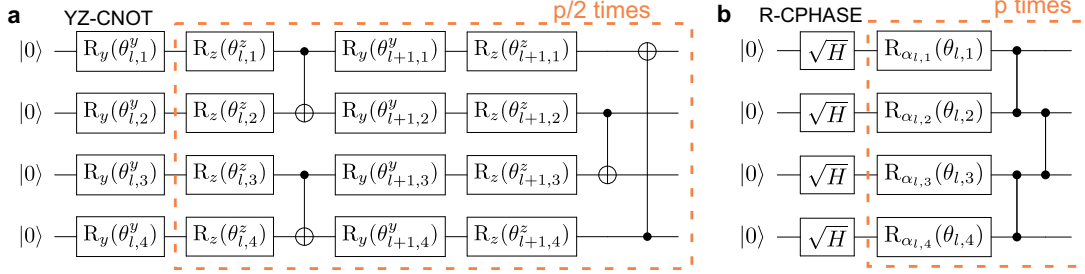 a YZ-CNOT p/2 times
|0⟩ R_y(θ^y_{l,1}) R_z(θ^z_{l,1}) R_y(θ^y_{l+1,1}) R_z(θ^z_{l+1,1})
|0⟩ R_y(θ^y_{l,2}) R_z(θ^z_{l,2}) R_y(θ^y_{l+1,2}) R_z(θ^z_{l+1,2})
|0⟩ R_y(θ^y_{l,3}) R_z(θ^z_{l,3}) R_y(θ^y_{l+1,3}) R_z(θ^z_{l+1,3})
|0⟩ R_y(θ^y_{l,4}) R_z(θ^z_{l,4}) R_y(θ^y_{l+1,4}) R_z(θ^z_{l+1,4})
b R-CPHASE p times
|0⟩ √H R_{α_{l,1}}(θ_{l,1})
|0⟩ √H R_{α_{l,2}}(θ_{l,2})
|0⟩ √H R_{α_{l,3}}(θ_{l,3})
|0⟩ √H R_{α_{l,4}}(θ_{l,4})